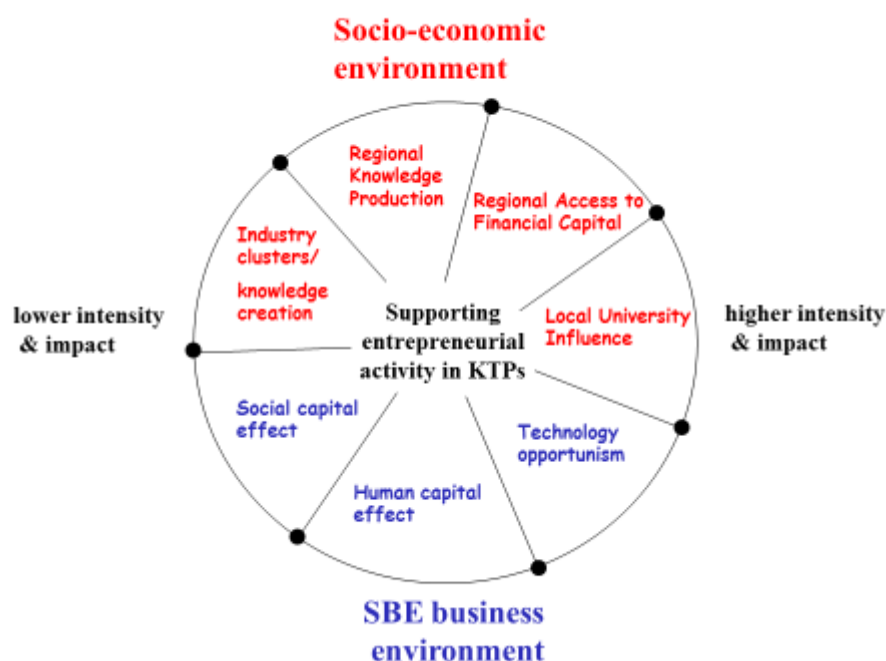 Socio-economic
environment
Regional
Knowledge
Production
Regional Access to
Financial Capital
Industry
clusters/
knowledge
creation
lower intensity
& impact
Supporting
entrepreneurial
activity in KTPs
Local University
Influence
higher intensity
& impact
Social capital
effect
Technology
opportunism
Human capital
effect
SBE business
environment